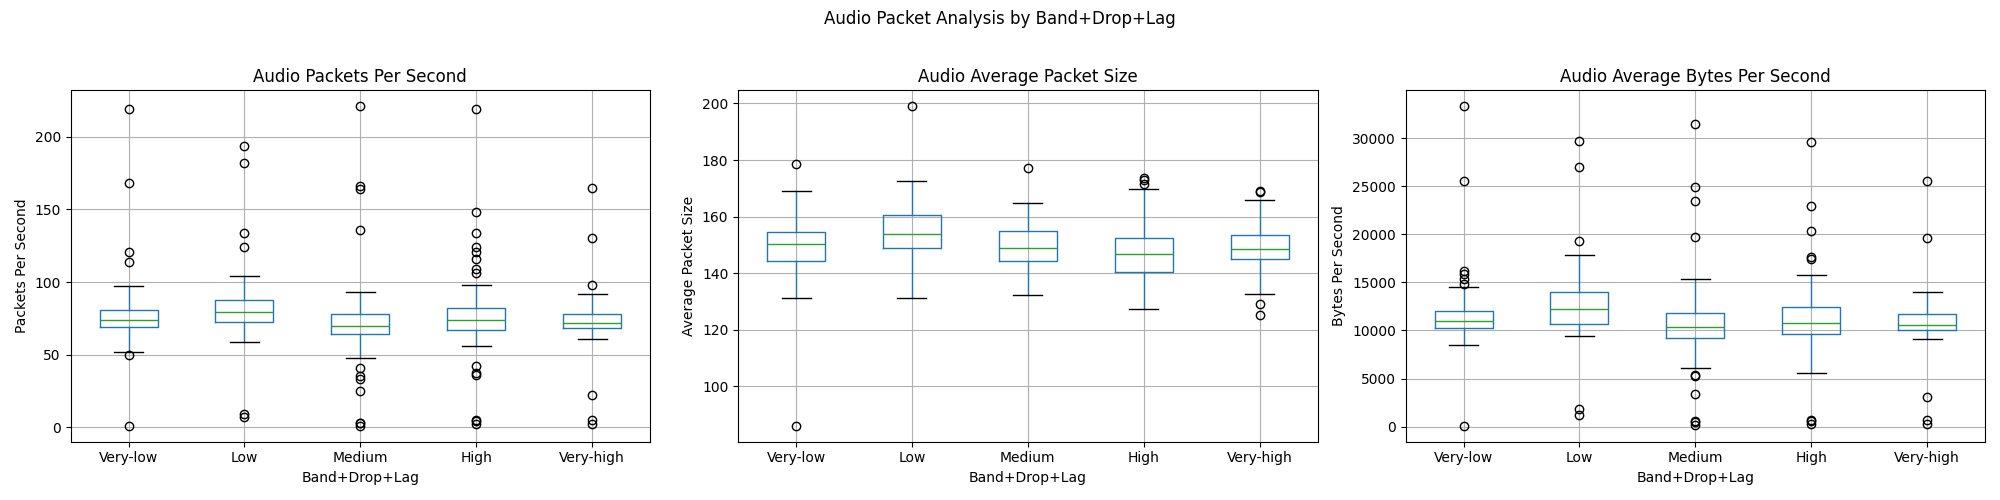 Audio Packet Analysis by Band+Drop+Lag
Audio Packets Per Second
Packets Per Second
200
150
100
50
0
Very-low Low Medium High Very-high
Band+Drop+Lag
Audio Average Packet Size
Average Packet Size
200
180
160
140
120
100
Very-low Low Medium High Very-high
Band+Drop+Lag
Audio Average Bytes Per Second
Bytes Per Second
30000
25000
20000
15000
10000
5000
0
Very-low Low Medium High Very-high
Band+Drop+Lag